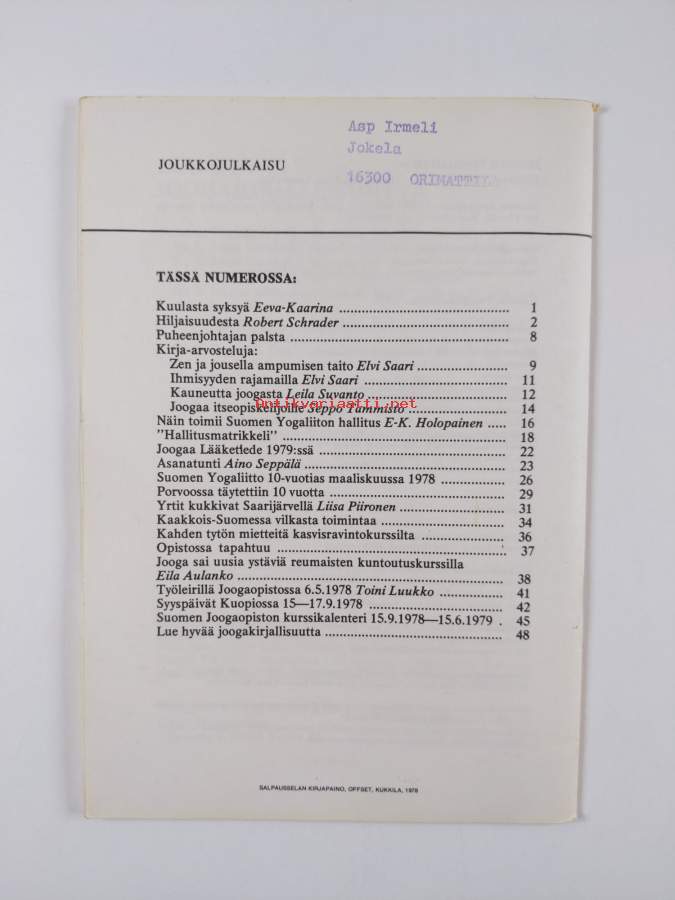 Asp Irmeli
Jokela
16300 ORIMATTILA
JOUKKOJULKAISU
TÄSSÄ NUMEROSSA:
Kuulasta syksyä Eeva-Kaarina ........ 1
Hiljaisuudesta Robert Schrader ........ 2
Puheenjohtajan palsta ........ 8
Kirja-arvosteluja:
Zen ja jousella ampumisen taito Elvi Saari ........ 9
Ihmisyyden rajamailla Elvi Saari ........ 11
Kauneutta joogasta Leila Suvanto ........ 12
antikvariaatti.net
Joogaa itseopiskelijoille Seppo Tammisto ........ 14
Näin toimii Suomen Yogaliiton hallitus E-K. Holopainen ..... 16
"Hallitusmatrikkeli" ........ 18
Joogaa Lääketiede 1979:ssä ........ 22
Asanatunti Aino Seppälä ........ 23
Suomen Yogaliitto 10-vuotias maaliskuussa 1978 ........ 26
Porvoossa täytettiin 10 vuotta ........ 29
Yrtit kukkivat Saarijärvellä Liisa Piironen ........ 31
Kaakkois-Suomessa vilkasta toimintaa ........ 34
Kahden tytön mietteitä kasvisravintokurssilta ........ 36
Opistossa tapahtuu ........ 37
Jooga sai uusia ystäviä reumaisten kuntoutuskurssilla
Eila Aulanko ........ 38
Työleirillä Joogaopistossa 6.5.1978 Toini Luukko ........ 41
Syyspäivät Kuopiossa 15—17.9.1978 ........ 42
Suomen Joogaopiston kurssikalenteri 15.9.1978—15.6.1979 . 45
Lue hyvää joogakirjallisuutta ........ 48
SALPAUSSELAN KIRJAPAINO, OFFSET, KUKKILA, 1978